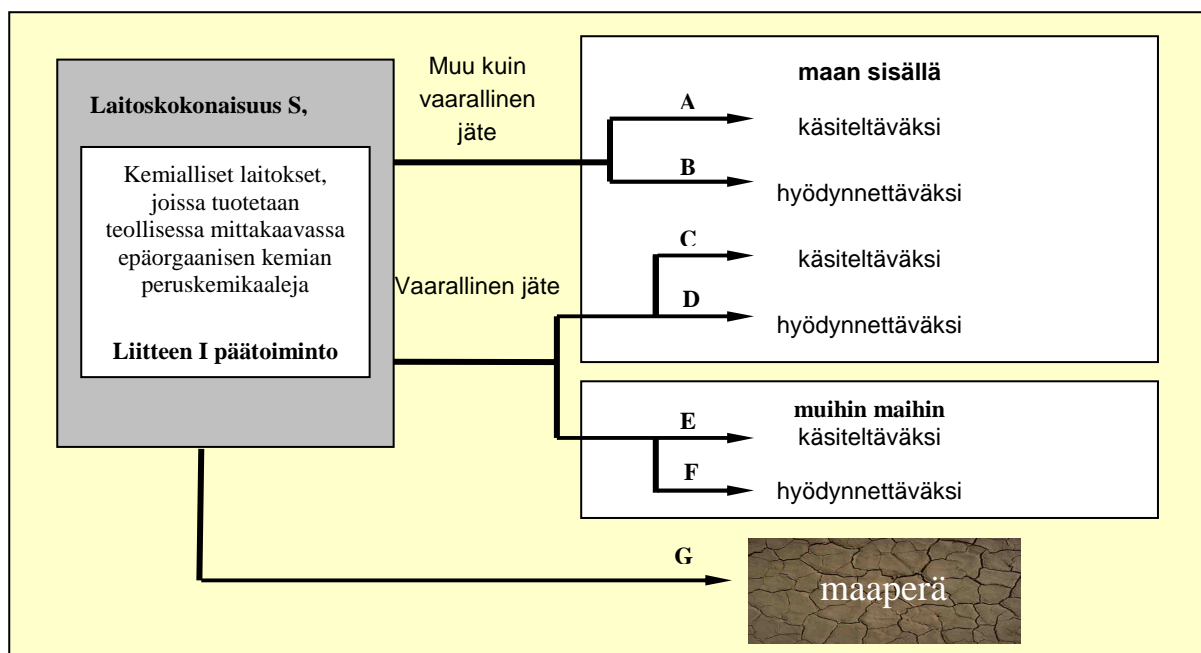 Laitoskokonaisuus S,
Kemialliset laitokset,
joissa tuotetaan
teollisessa mittakaavassa
epäorgaanisen kemian
peruskemikaaleja
Liitteen I päätoiminto
Muu kuin
vaarallinen
jäte
Vaarallinen jäte
maan sisällä
A
käsiteltäväksi
B
hyödynnettäväksi
C
käsiteltäväksi
D
hyödynnettäväksi
muihin maihin
E
käsiteltäväksi
F
hyödynnettäväksi
G
maaperä